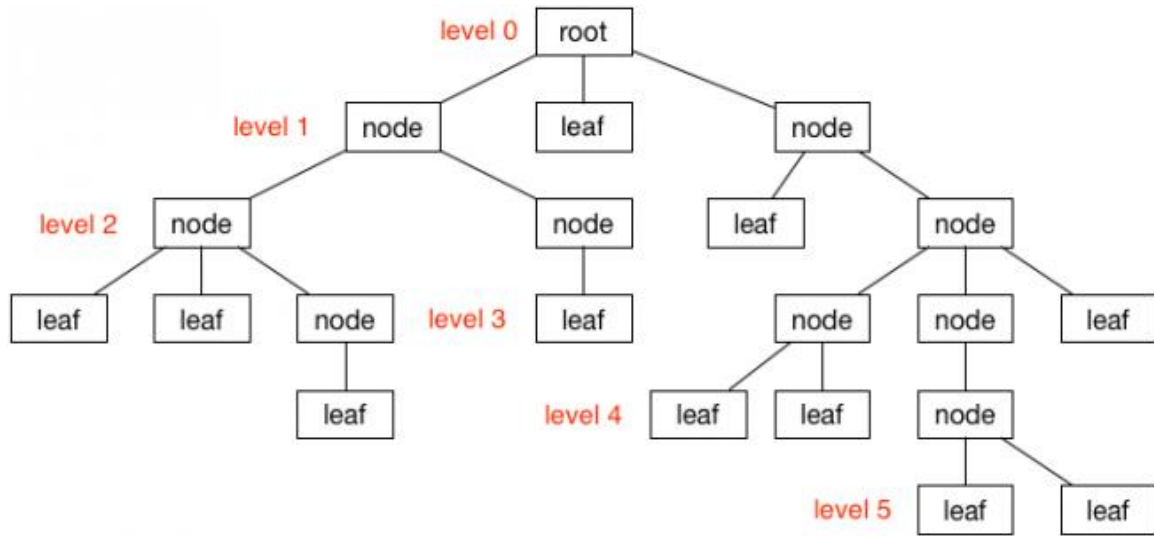 level 0 root
level 1 node leaf node
level 2 node node leaf node
leaf leaf node level 3 leaf node node leaf
leaf level 4 leaf leaf node
level 5 leaf leaf